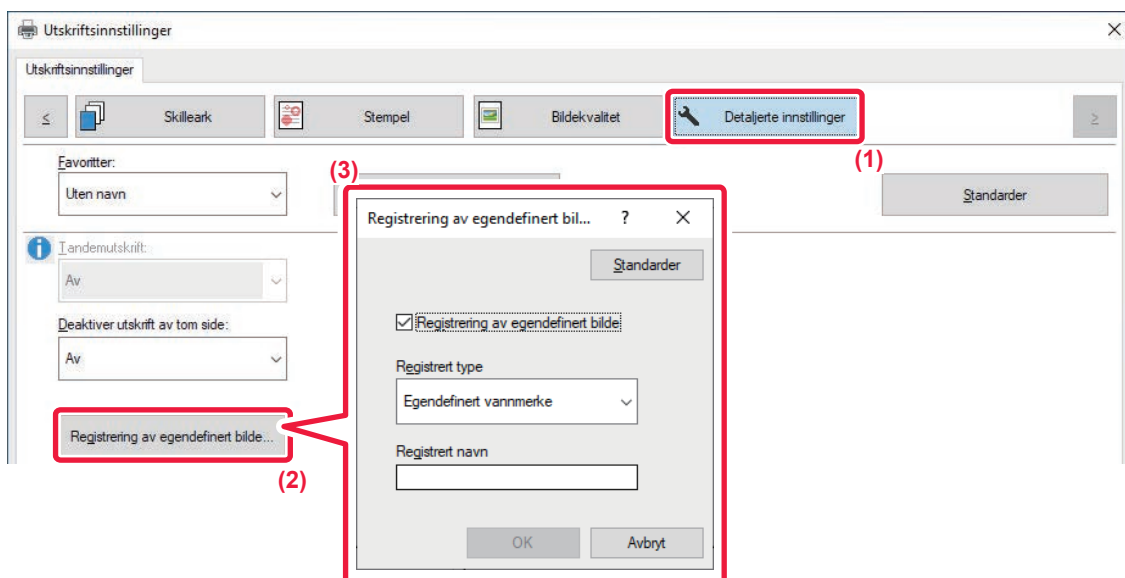 Utskriftsinnstillinger
Utskriftsinnstillinger
<
Skilleark
Stempel
Bildekvalitet
Detaljerte innstillinger
>
(1)
Favoritter:
Uten navn
(3)
Standarder
Registrering av egendefinert bil...
?
Standarder
Tandemutskrift:
Av
Registrering av egendefinert bilde
Deaktiver utskrift av tom side:
Av
Registrert type
Egendefinert vannmerke
Registrering av egendefinert bilde...
(2)
Registrert navn
OK
Avbryt